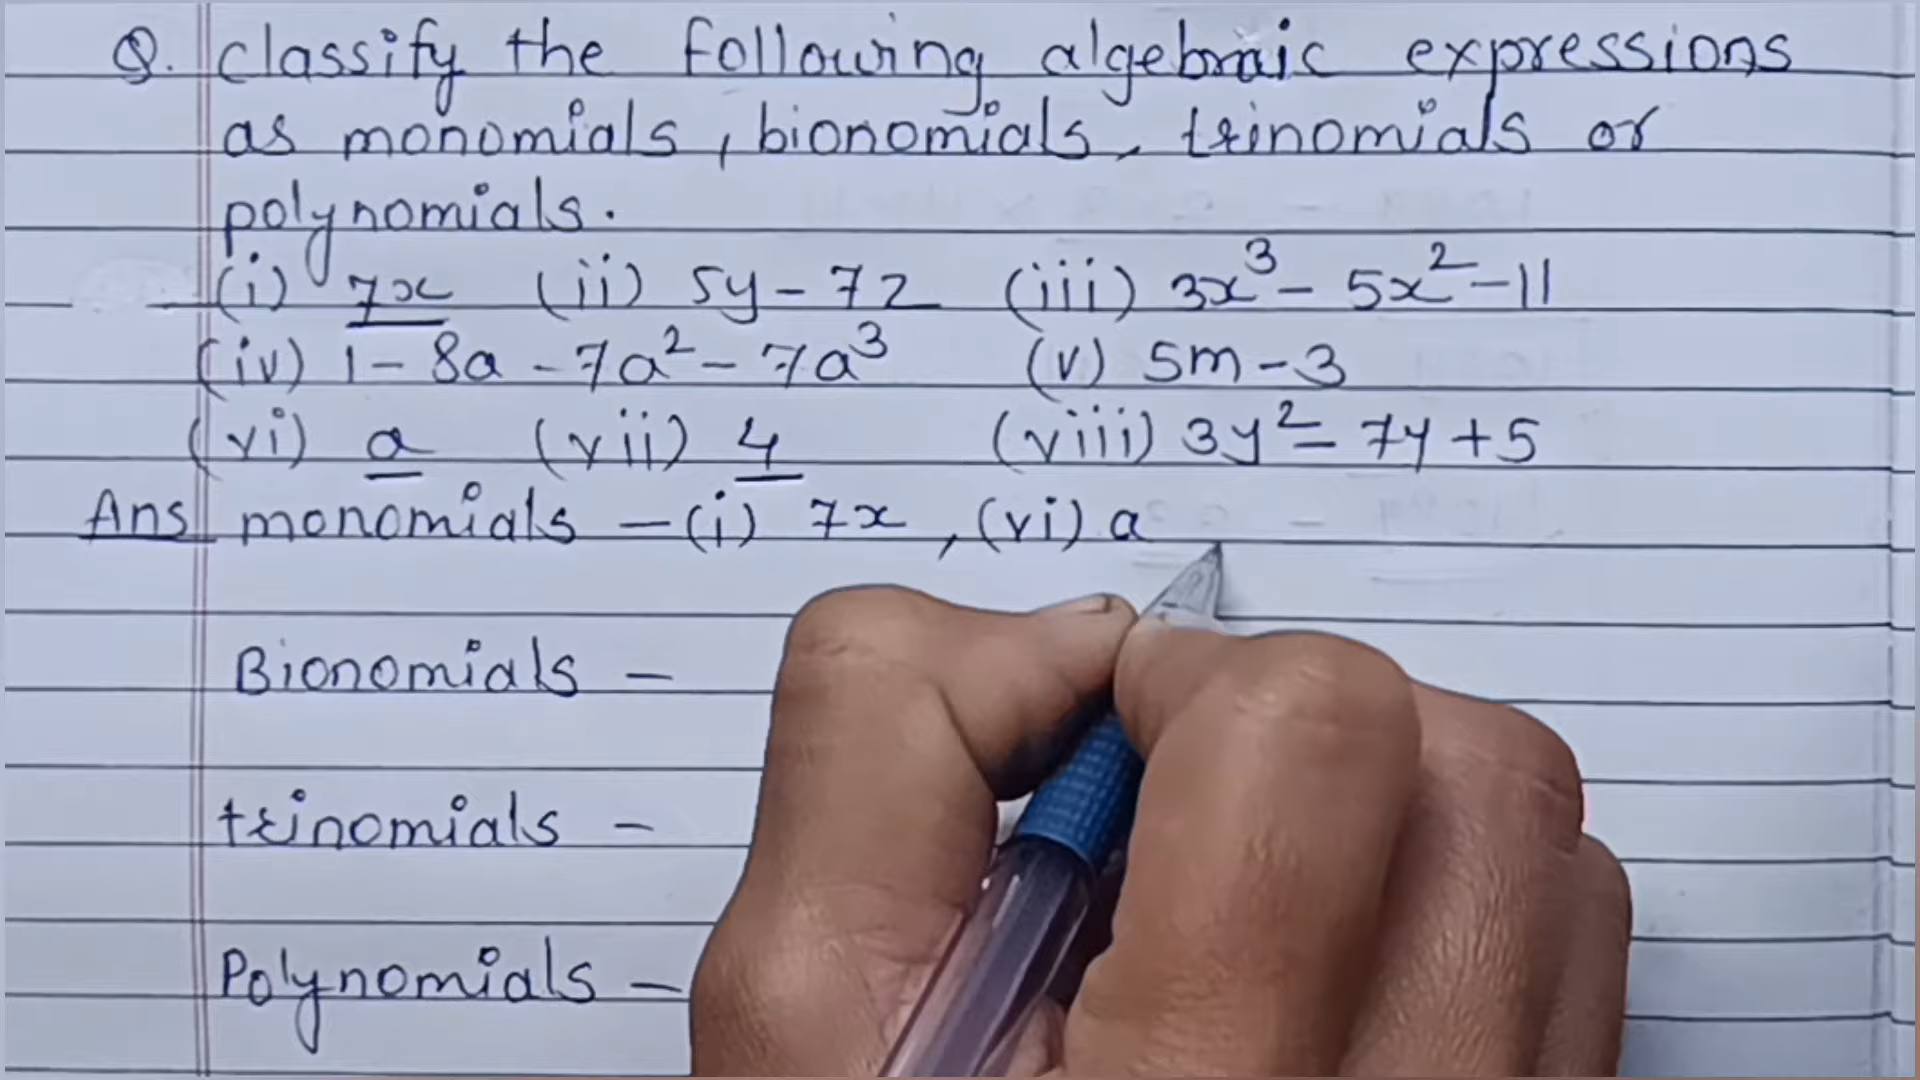 Q. classify the following algebraic expressions
as monomials, bionomials, trinomials or
polynomials.
(i) 7x (ii) 5y - 7z (iii) 3x³ - 5x² - 11
(iv) 1 - 8a - 7a² - 7a³ (v) 5m - 3
(vi) a (vii) 4 (viii) 3y² - 7y + 5
Ans monomials - (i) 7x, (vi) a
Bionomials -
trinomials -
Polynomials -